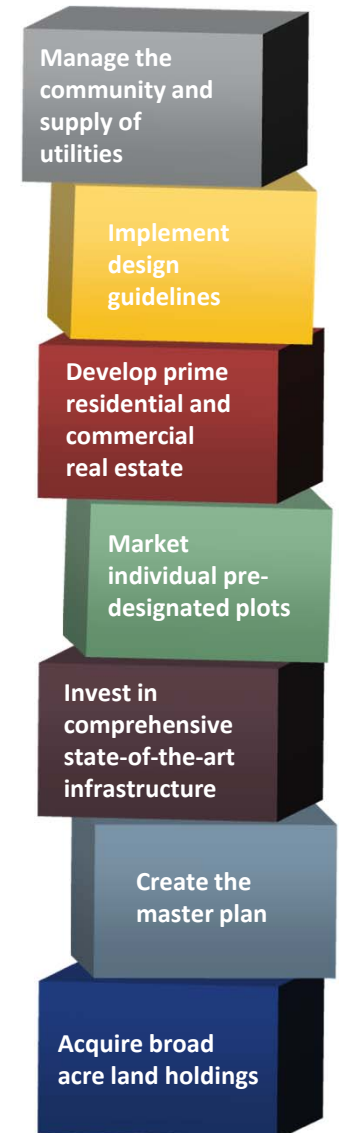 Manage the
community and
supply of
utilities
Implement
design
guidelines
Develop prime
residential and
commercial
real estate
Market
individual pre-
designated plots
Invest in
comprehensive
state-of-the-art
infrastructure
Create the
master plan
Acquire broad
acre land holdings